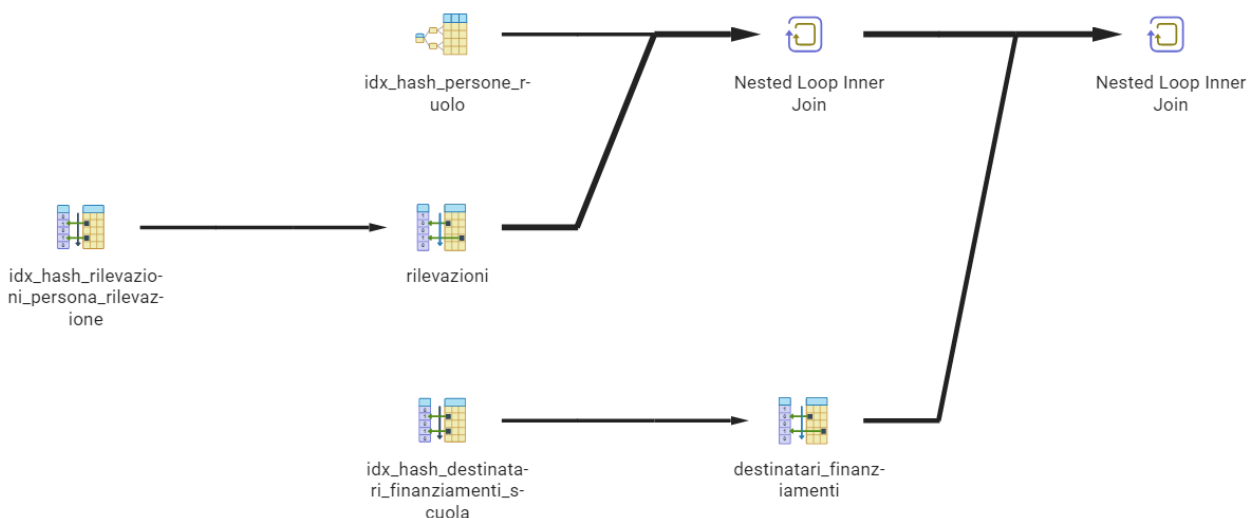 idx_hash_persone_r-
uolo
Nested Loop Inner
Join
Nested Loop Inner
Join
idx_hash_rilevazio-
ni_persona_rilevaz-
ione
rilevazioni
idx_hash_destinata-
ri_finanziamenti_s-
cuola
destinatari_finanz-
iamenti